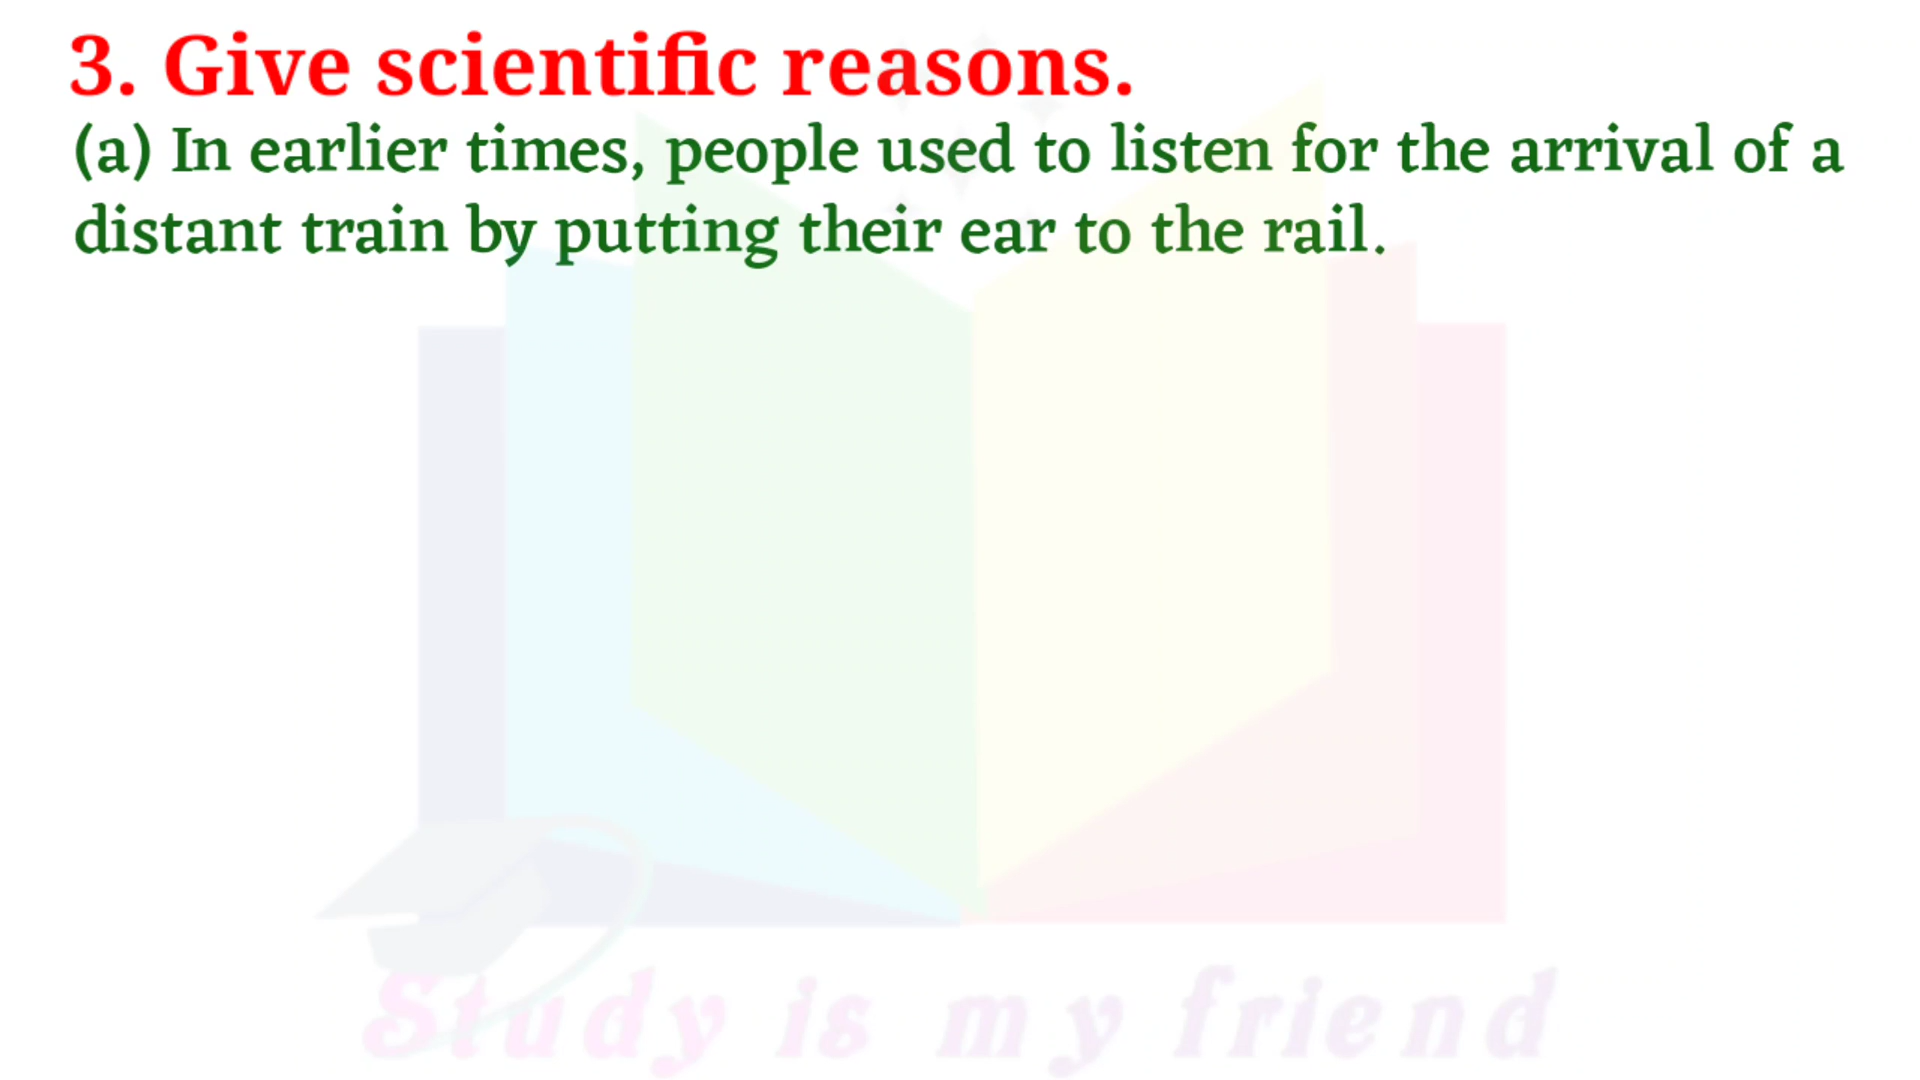 3. Give scientific reasons.
(a) In earlier times, people used to listen for the arrival of a
distant train by putting their ear to the rail.
Study is my friend